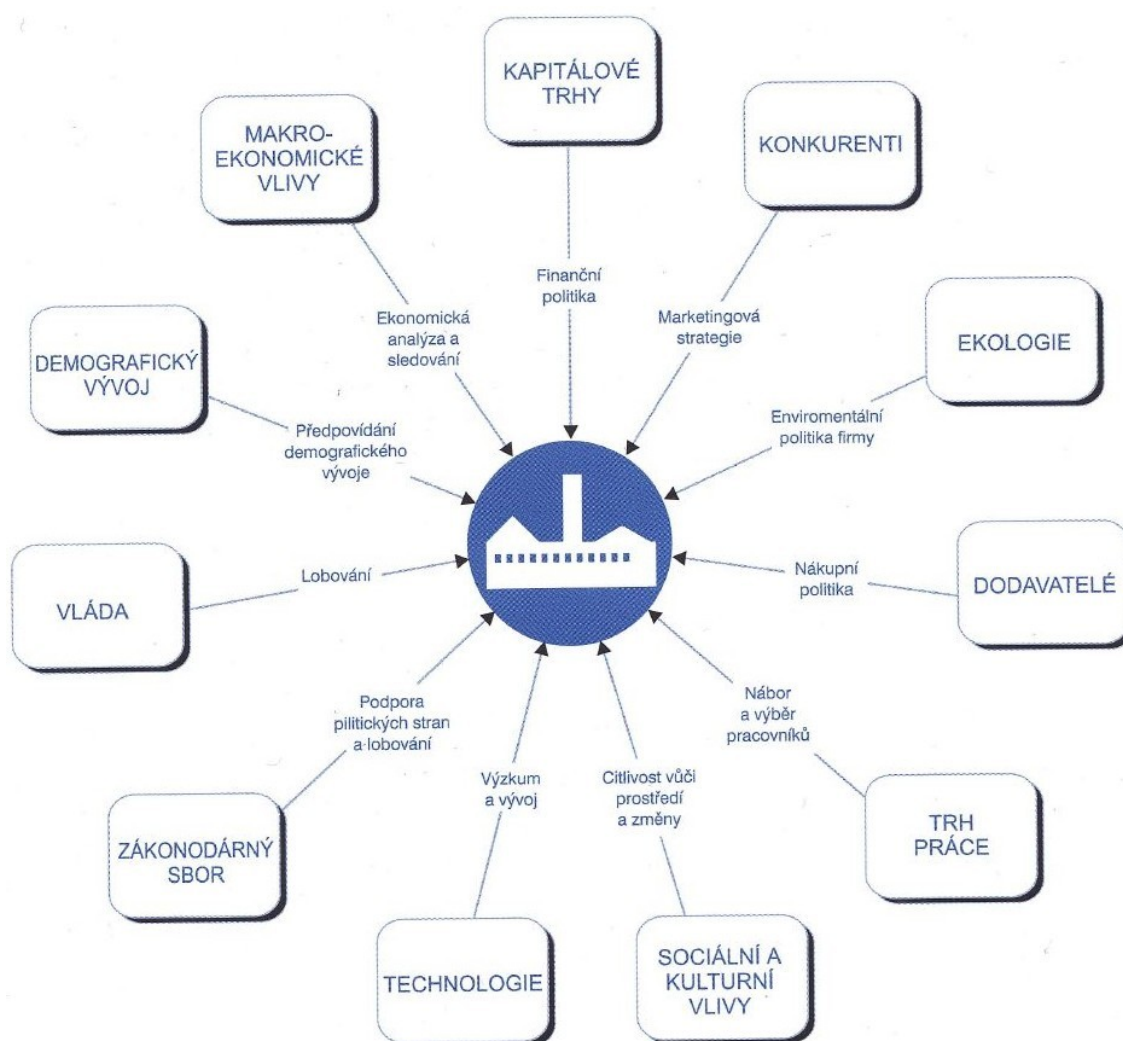 KAPITÁLOVÉ
TRHY
MAKRO-
EKONOMICKÉ
VLIVY
KONKURENTI
Finanční
politika
Ekonomická
analýza a
sledování
Marketingová
strategie
DEMOGRAFICKÝ
VÝVOJ
EKOLOGIE
Předpovídání
demografického
vývoje
Enviromentální
politika firmy
VLÁDA
Lobování
Nákupní
politika
DODAVATELÉ
Podpora
pilitických stran
a lobování
Nábor
a výběr
pracovníků
Výzkum
a vývoj
Citlivost vůči
prostředí
a změny
ZÁKONODÁRNÝ
SBOR
TRH
PRÁCE
TECHNOLOGIE
SOCIÁLNÍ A
KULTURNÍ
VLIVY